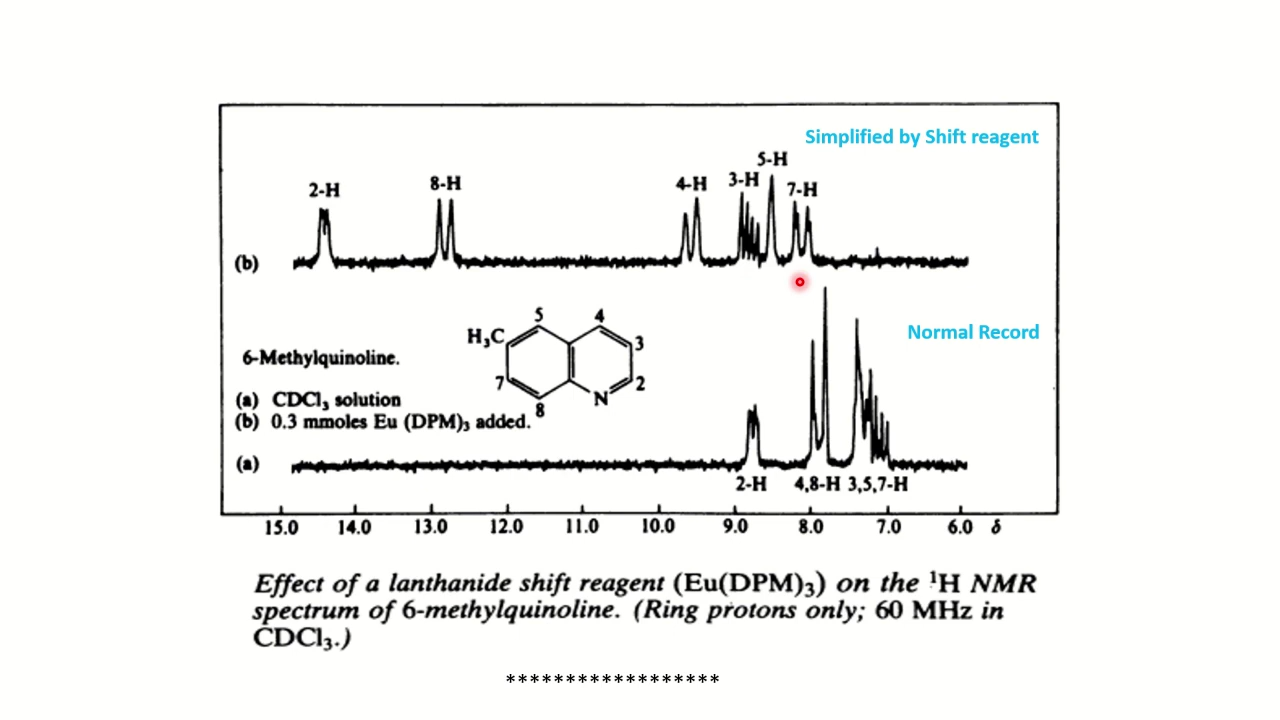 Simplified by Shift reagent
5-H
2-H 8-H 4-H 3-H 7-H
(b)
Normal Record
5 4
H₃C 3
6-Methylquinoline.
7 2
N
8
(a) CDCl₃ solution
(b) 0.3 mmoles Eu (DPM)₃ added.
(a)
2-H 4,8-H 3,5,7-H
15.0 14.0 13.0 12.0 11.0 10.0 9.0 8.0 7.0 6.0 δ
Effect of a lanthanide shift reagent (Eu(DPM)₃) on the ¹H NMR
spectrum of 6-methylquinoline. (Ring protons only; 60 MHz in
CDCl₃.)
******************